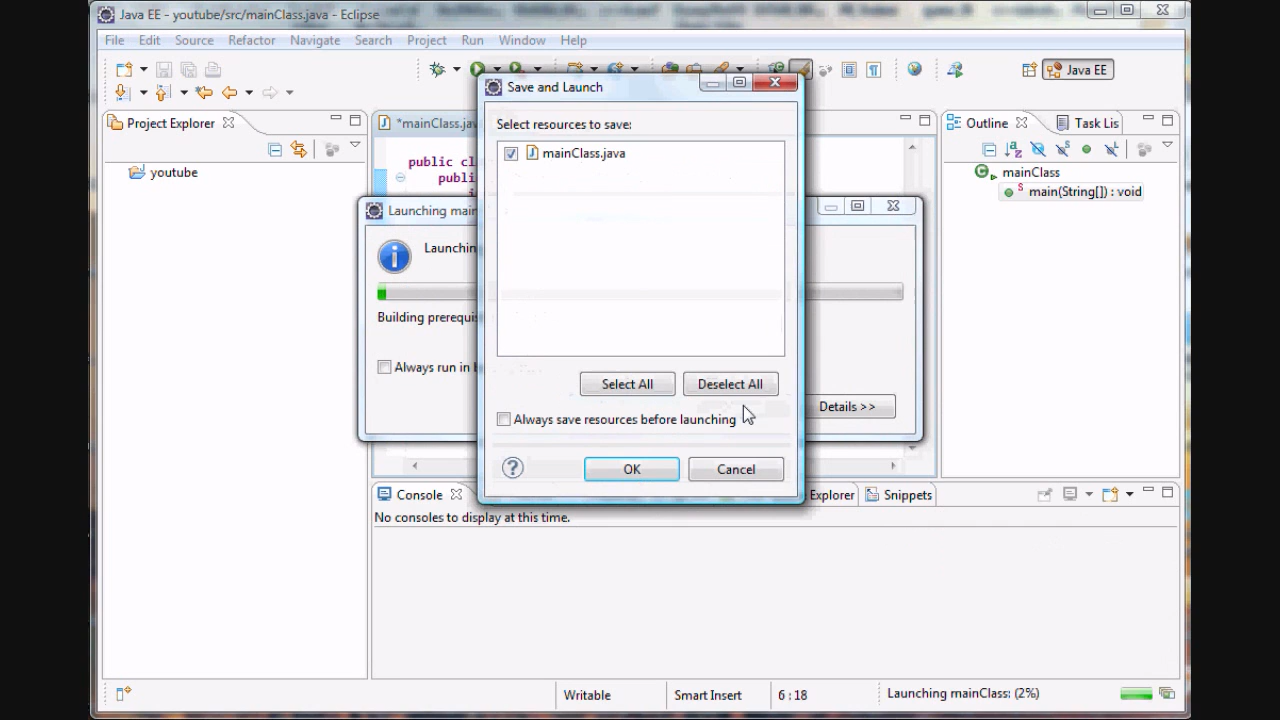 Java EE - youtube/src/mainClass.java - Eclipse
File Edit Source Refactor Navigate Search Project Run Window Help
Java EE
Project Explorer
youtube
*mainClass.jav
public cl
publi
Outline
Task Lis
mainClass
main(String[]) : void
Launching mai
Launchin
Building prerequis
Always run in b
Details >>
Save and Launch
Select resources to save:
mainClass.java
Select All
Deselect All
Always save resources before launching
OK
Cancel
Console
Explorer
Snippets
No consoles to display at this time.
Writable
Smart Insert
6 : 18
Launching mainClass: (2%)